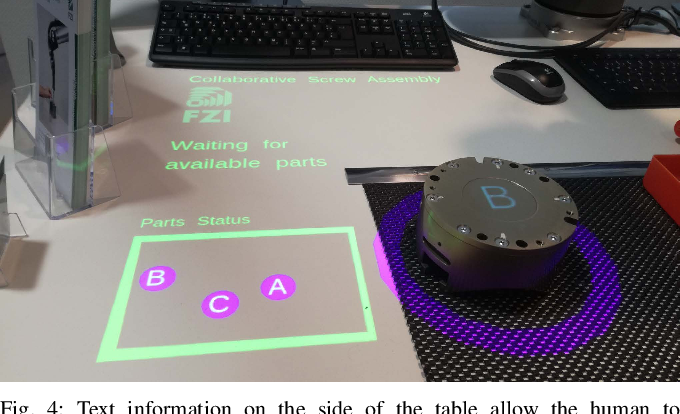 Collaborative Screw Assembly
FZI
Waiting for
available parts
Parts Status
B
C
A
B
Fig. 4: Text information on the side of the table allow the human to